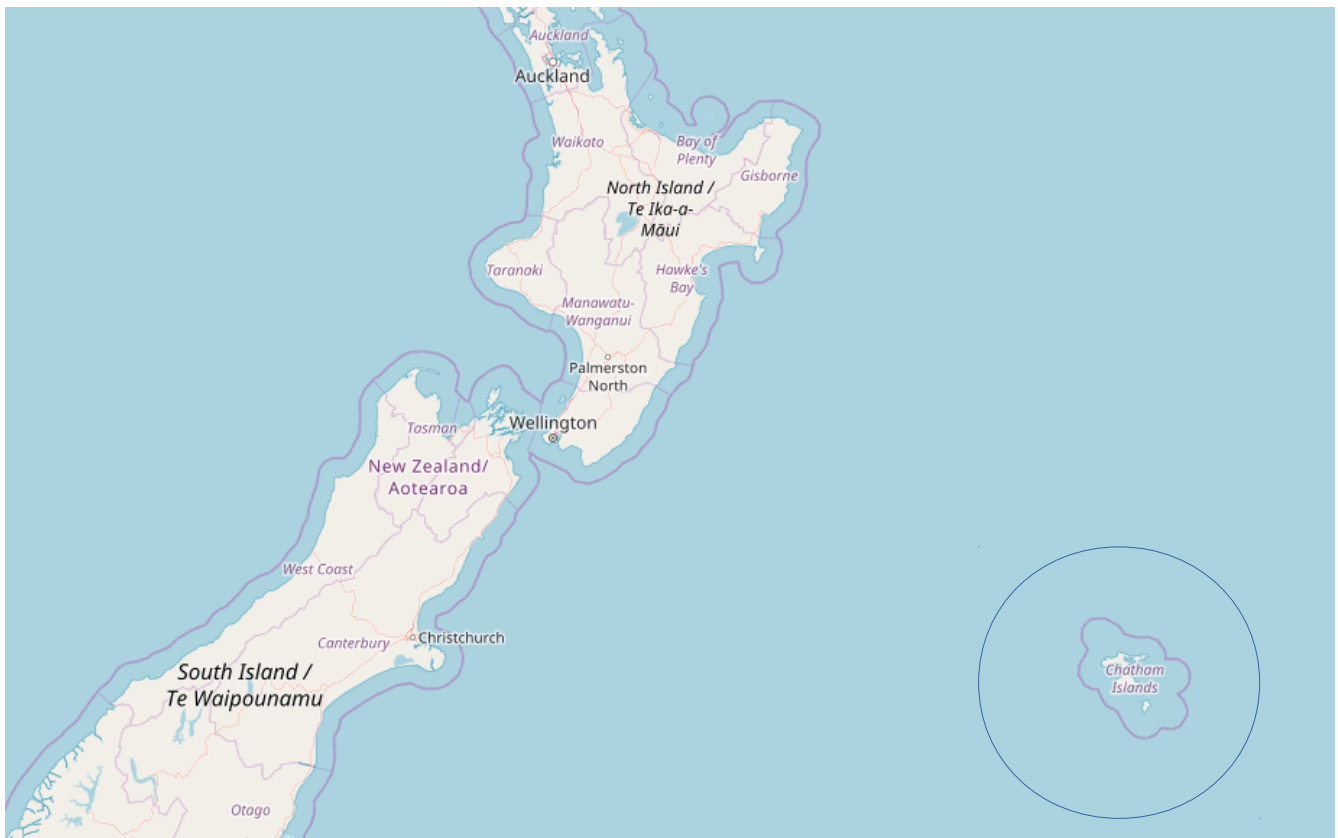 Auckland
Auckland
Waikato
Bay of
Plenty
Gisborne
North Island /
Te Ika-a-
Māui
Taranaki
Hawke's
Bay
Manawatu-
Wanganui
Palmerston
North
Wellington
Tasman
New Zealand/
Aotearoa
West Coast
Christchurch
Canterbury
South Island /
Te Waipounamu
Chatham
Islands
Otago